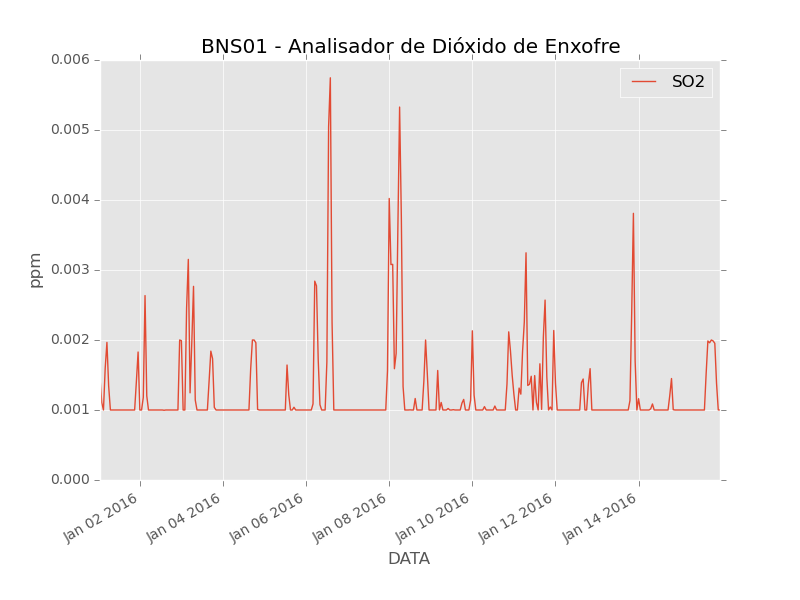 BNS01 - Analisador de Dióxido de Enxofre
SO2
0.006
0.005
0.004
0.003
0.002
0.001
0.000
ppm
Jan 02 2016
Jan 04 2016
Jan 06 2016
Jan 08 2016
Jan 10 2016
Jan 12 2016
Jan 14 2016
DATA